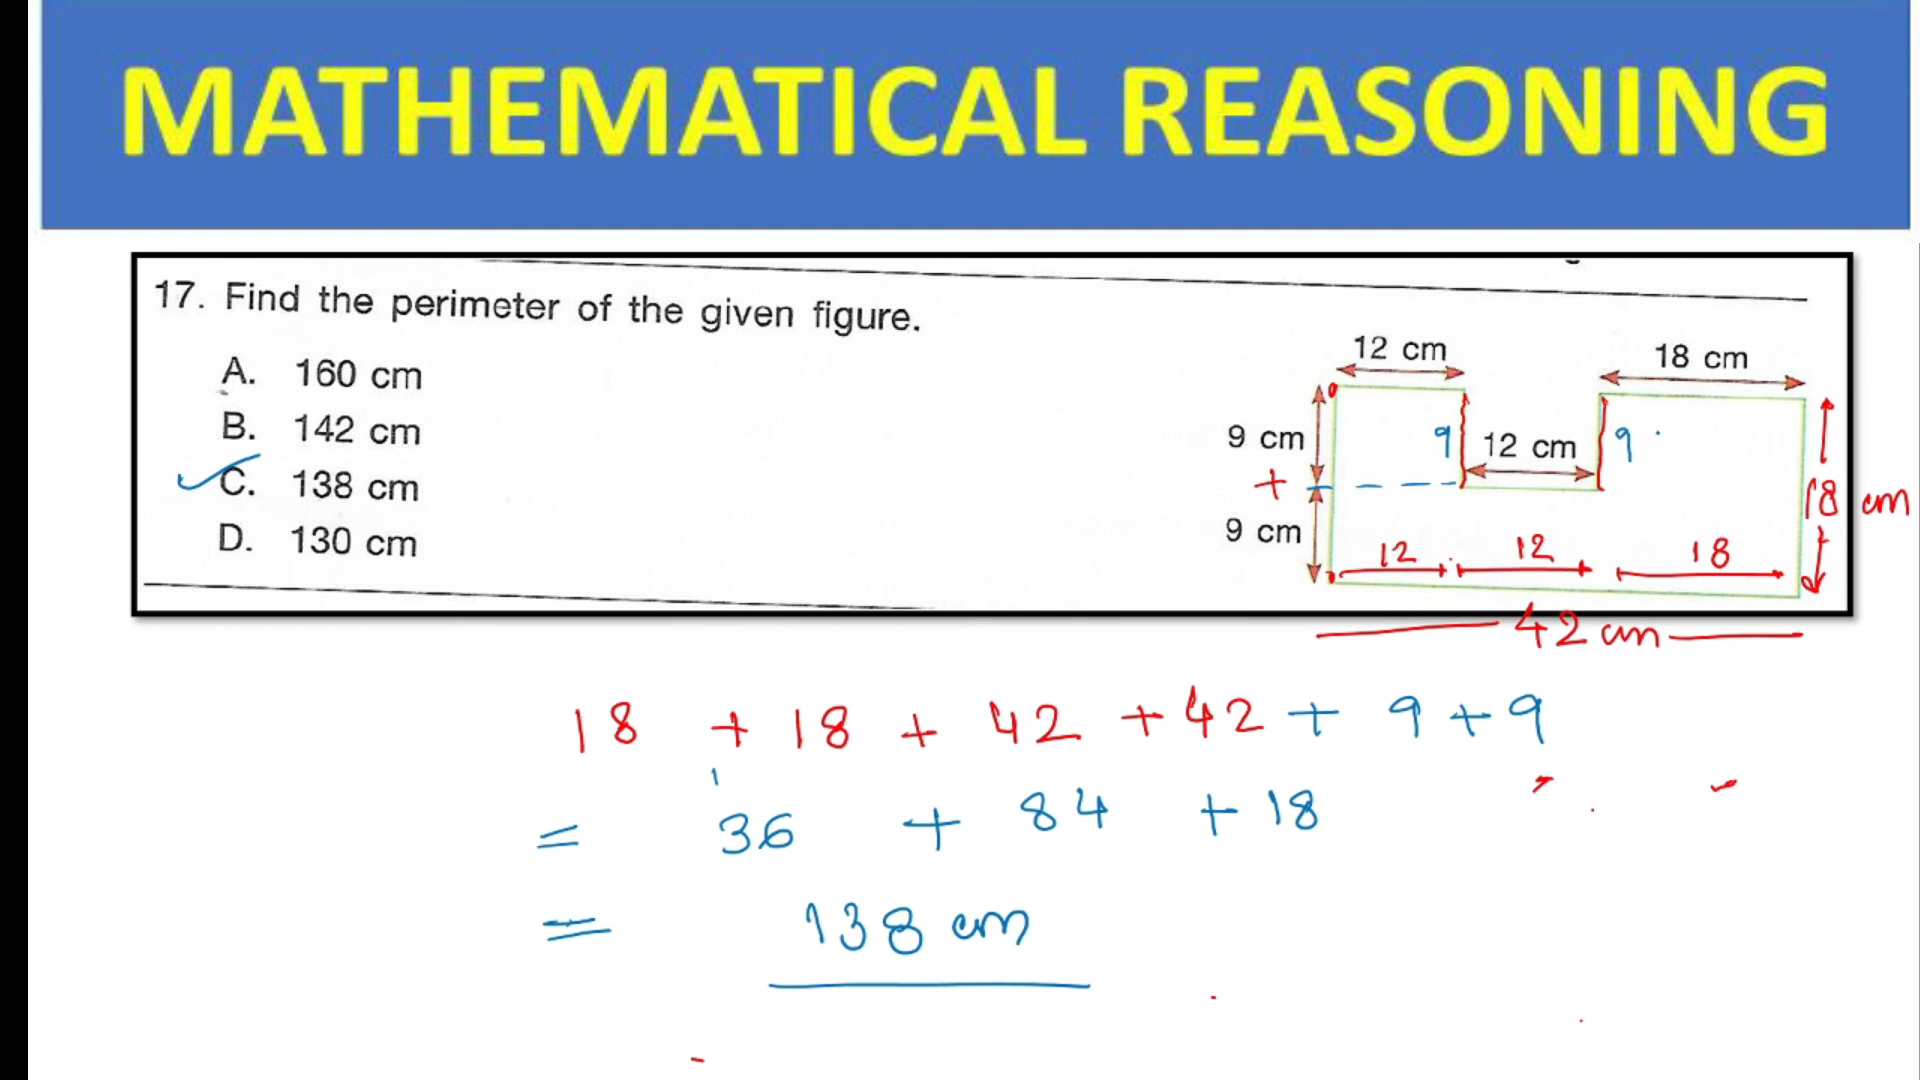 MATHEMATICAL REASONING
17. Find the perimeter of the given figure.
A. 160 cm
B. 142 cm
C. 138 cm
D. 130 cm
12 cm
18 cm
9 cm
9
12 cm
9
+
18 cm
9 cm
12
12
18
42 cm
18 + 18 + 42 + 42 + 9 + 9
1
= 36 + 84 + 18
= 138 cm